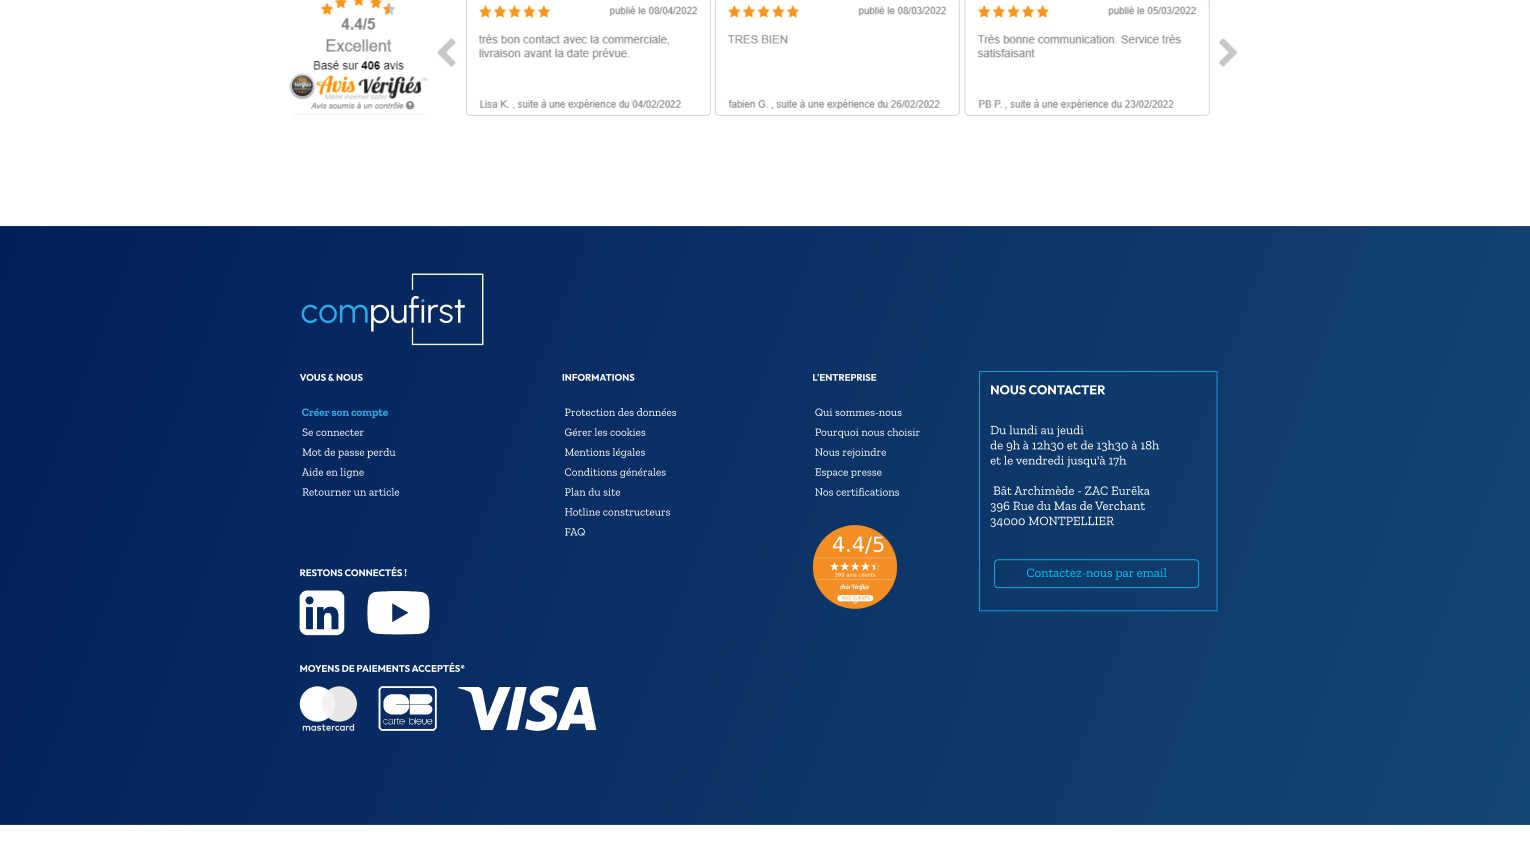 4.4/5
Excellent
Basé sur 406 avis
Avis Vérifiés
Avis soumis à un contrôle
publié le 08/04/2022
très bon contact avec la commerciale,
livraison avant la date prévue.
Lisa K. , suite à une expérience du 04/02/2022
publié le 08/03/2022
TRES BIEN
fabien G. , suite à une expérience du 26/02/2022
publié le 05/03/2022
Très bonne communication. Service très
satisfaisant
PB P. , suite à une expérience du 23/02/2022
compufirst
VOUS & NOUS
Créer son compte
Se connecter
Mot de passe perdu
Aide en ligne
Retourner un article
INFORMATIONS
Protection des données
Gérer les cookies
Mentions légales
Conditions générales
Plan du site
Hotline constructeurs
FAQ
L'ENTREPRISE
Qui sommes-nous
Pourquoi nous choisir
Nous rejoindre
Espace presse
Nos certifications
4.4/5
399 avis clients
Avis Vérifiés
NOUS CONTACTER
Du lundi au jeudi
de 9h à 12h30 et de 13h30 à 18h
et le vendredi jusqu'à 17h
Bât Archimède - ZAC Eurêka
396 Rue du Mas de Verchant
34000 MONTPELLIER
Contactez-nous par email
RESTONS CONNECTÉS !
in
MOYENS DE PAIEMENTS ACCEPTÉS*
mastercard
CB
carte bleue
VISA